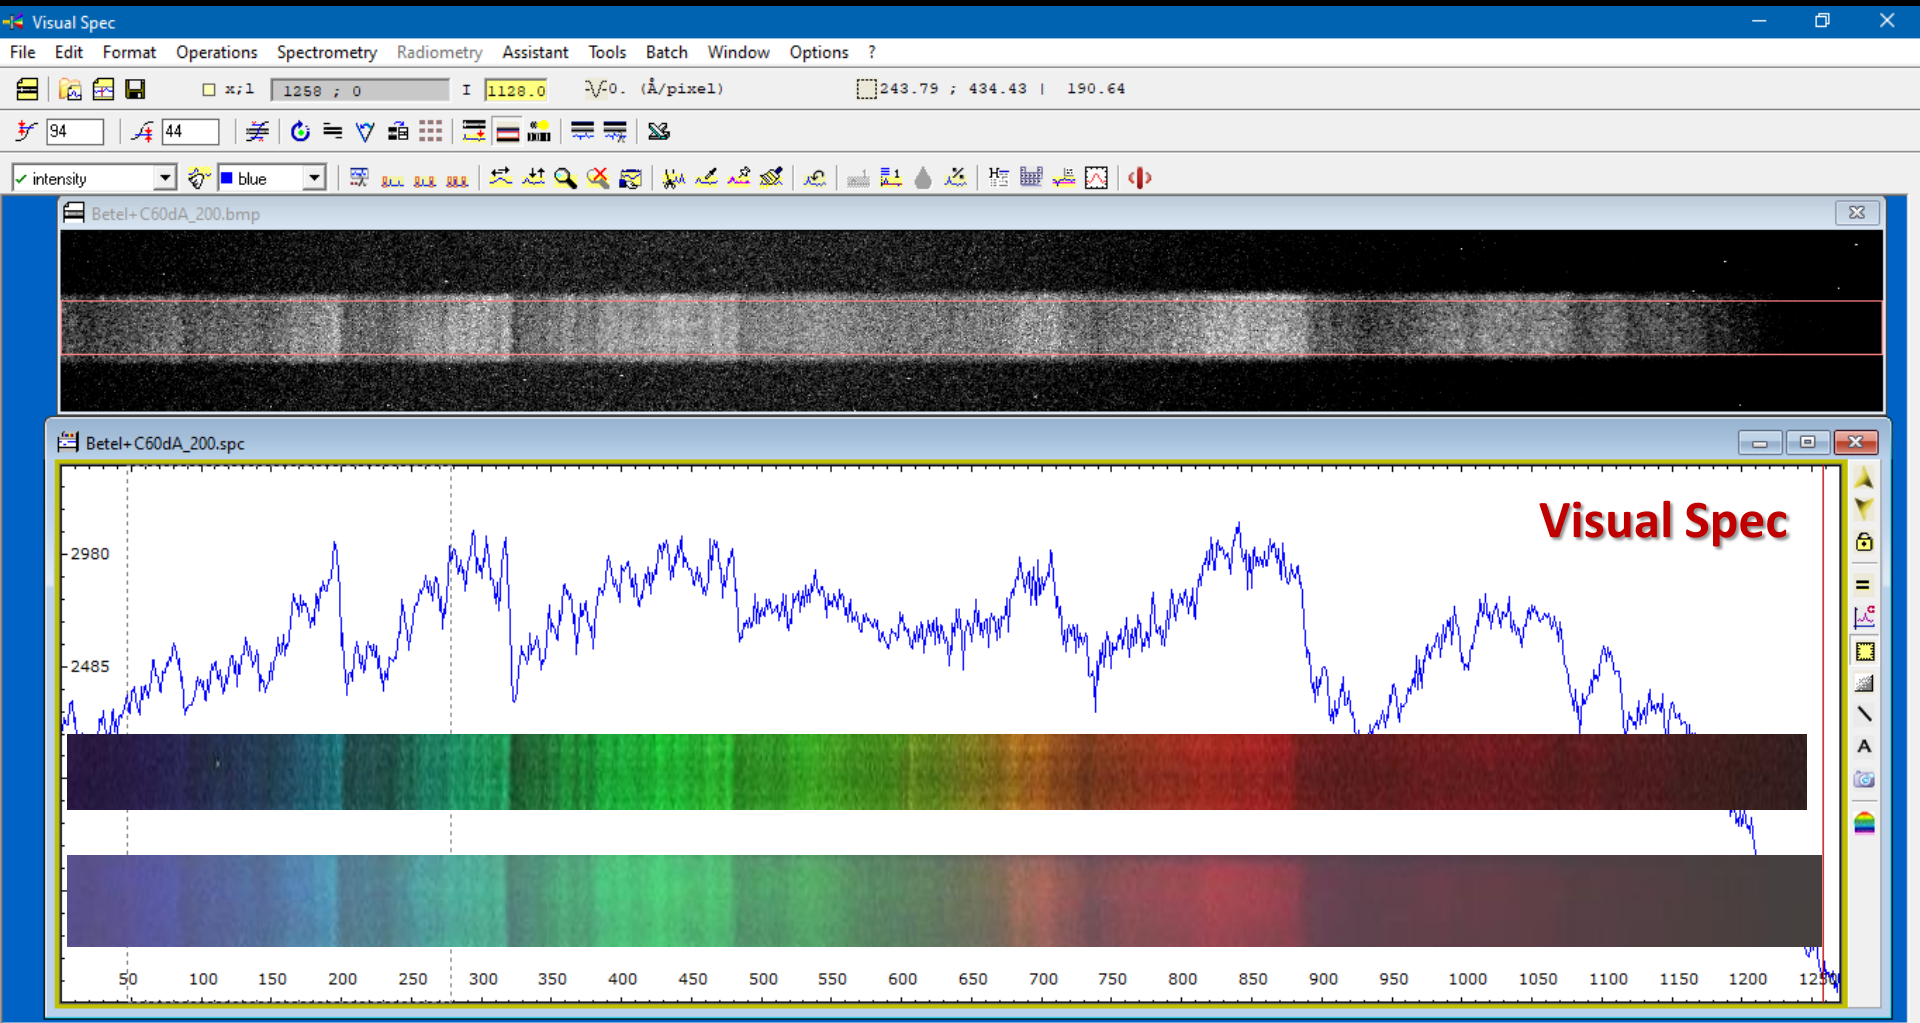 Visual Spec
File Edit Format Operations Spectrometry Radiometry Assistant Tools Batch Window Options ?
x;l 1258 ; 0 I 1128.0 0. (Å/pixel) 243.79 ; 434.43 | 190.64
94 44
intensity blue
Betel+C60dA_200.bmp
Betel+C60dA_200.spc
Visual Spec
2980
2485
50 100 150 200 250 300 350 400 450 500 550 600 650 700 750 800 850 900 950 1000 1050 1100 1150 1200 1250